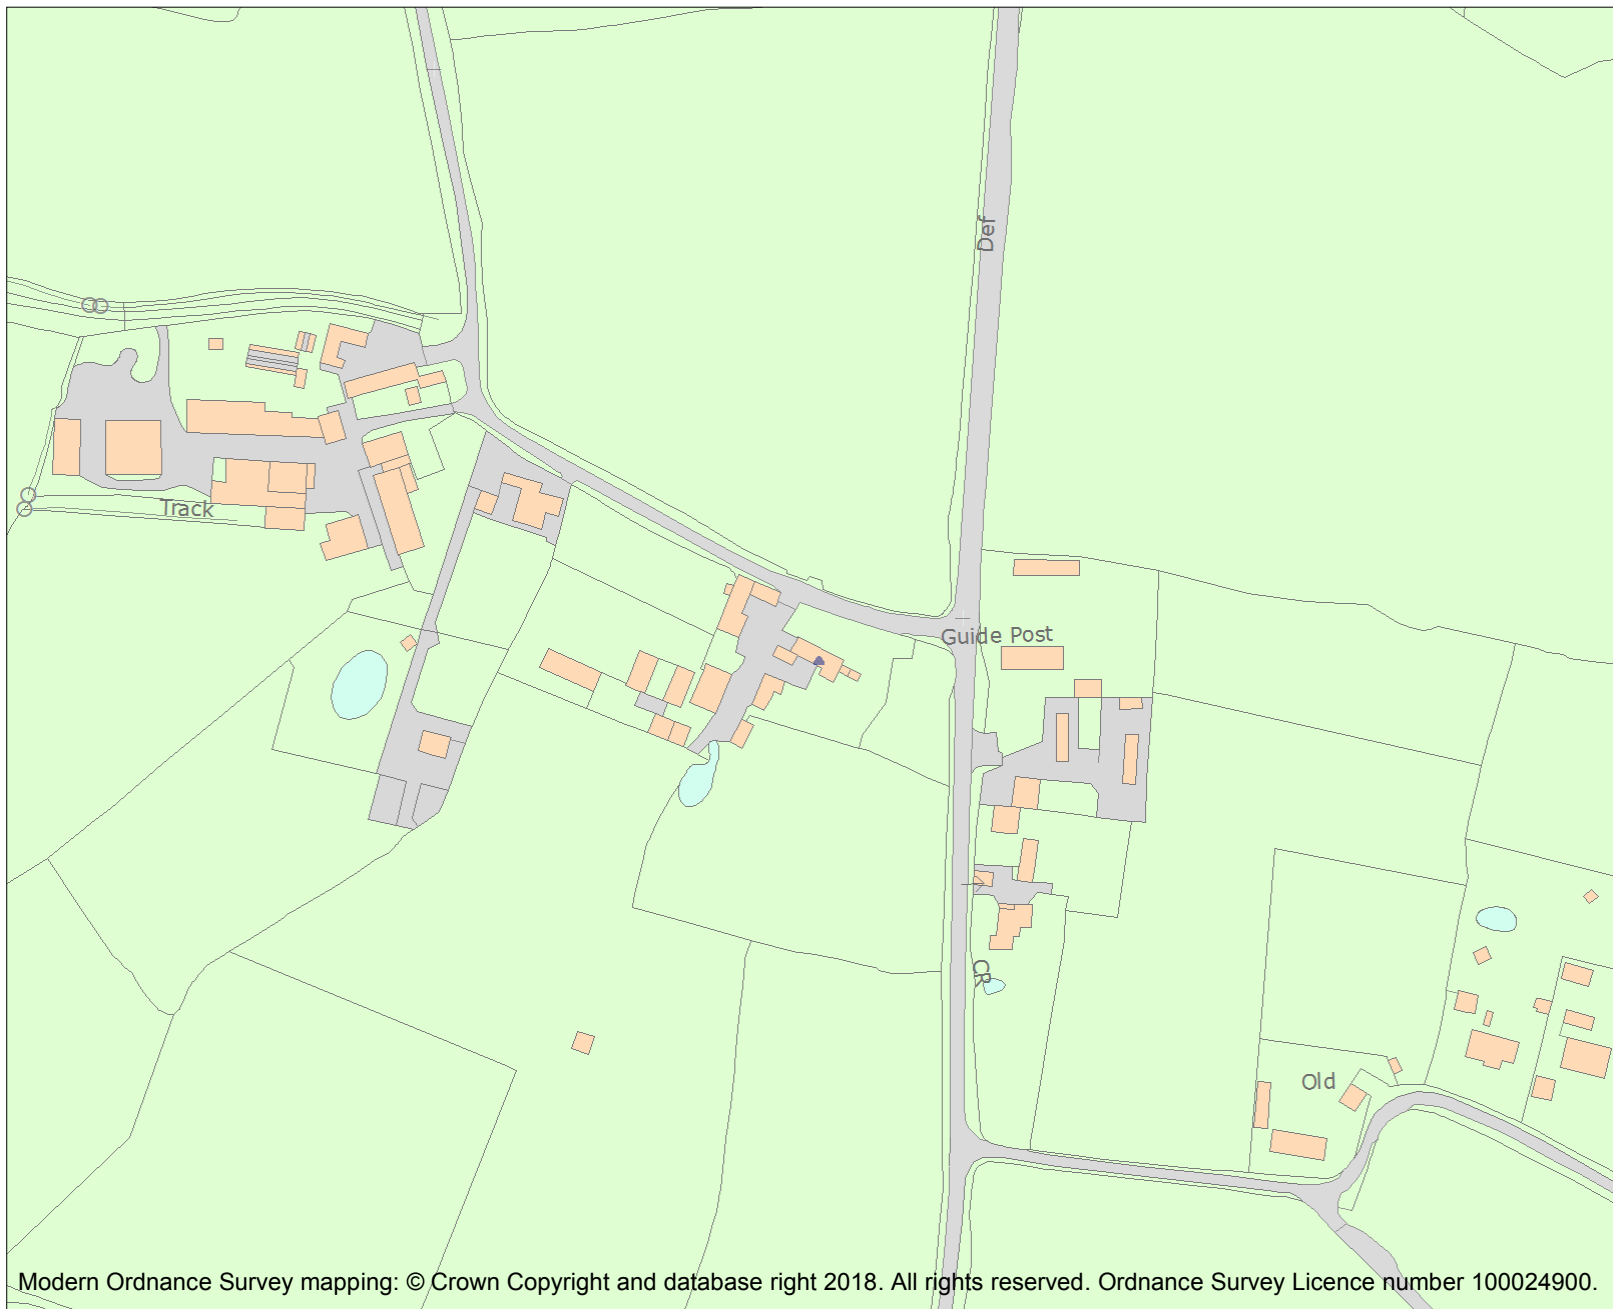 Def
Track
Guide Post
CR
Old
Modern Ordnance Survey mapping: © Crown Copyright and database right 2018. All rights reserved. Ordnance Survey Licence number 100024900.